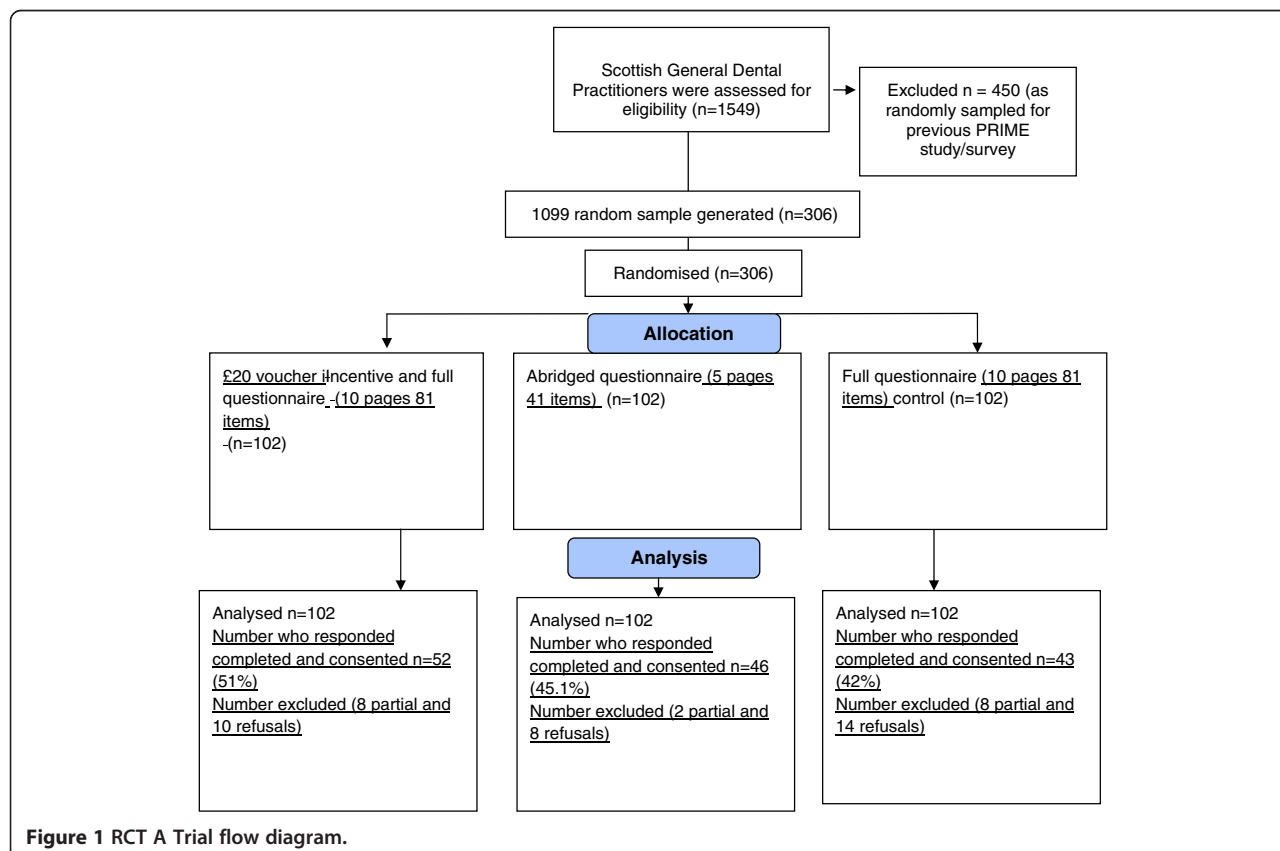 Scottish General Dental
Practitioners were assessed for
eligibility (n=1549)
Excluded n = 450 (as
randomly sampled for
previous PRIME
study/survey
1099 random sample generated (n=306)
Randomised (n=306)
Allocation
£20 voucher iIncentive and full
questionnaire -(10 pages 81
items)
-(n=102)
Abridged questionnaire (5 pages
41 items) (n=102)
Full questionnaire (10 pages 81
items) control (n=102)
Analysis
Analysed n=102
Number who responded
completed and consented n=52
(51%)
Number excluded (8 partial and
10 refusals)
Analysed n=102
Number who responded
completed and consented n=46
(45.1%)
Number excluded (2 partial and
8 refusals)
Analysed n=102
Number who responded
completed and consented n=43
(42%)
Number excluded (8 partial and
14 refusals)
Figure 1 RCT A Trial flow diagram.